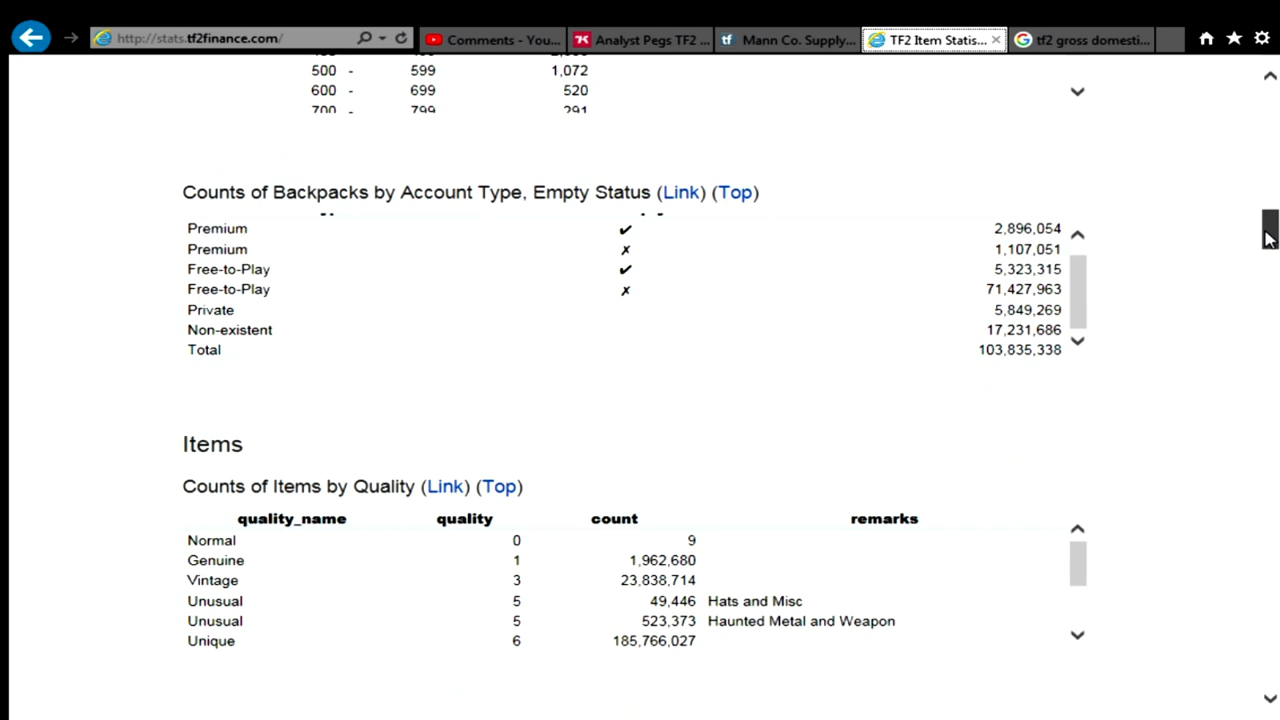 http://stats.tf2finance.com/
Comments - You...
Analyst Pegs TF2 ...
Mann Co. Supply...
TF2 Item Statis...
tf2 gross domesti...
500 - 599 1,072
600 - 699 520
700 - 799 291
Counts of Backpacks by Account Type, Empty Status (Link) (Top)
Premium ✔ 2,896,054
Premium ✗ 1,107,051
Free-to-Play ✔ 5,323,315
Free-to-Play ✗ 71,427,963
Private 5,849,269
Non-existent 17,231,686
Total 103,835,338
Items
Counts of Items by Quality (Link) (Top)
quality_name quality count remarks
Normal 0 9
Genuine 1 1,962,680
Vintage 3 23,838,714
Unusual 5 49,446 Hats and Misc
Unusual 5 523,373 Haunted Metal and Weapon
Unique 6 185,766,027